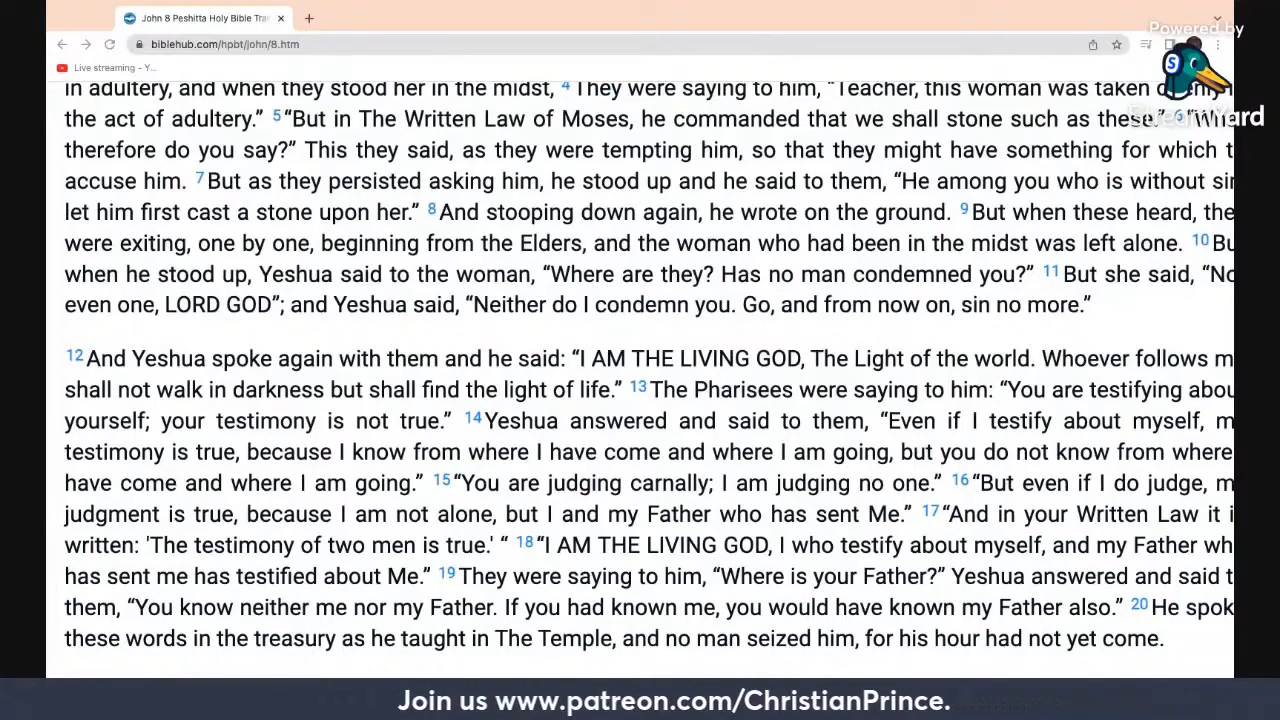 John 8 Peshitta Holy Bible Tra
Powered by
biblehub.com/hpbt/john/8.htm
Live streaming - Y...
StreamYard
in adultery, and when they stood her in the midst, 4 They were saying to him, “Teacher, this woman was taken
the act of adultery.” 5 “But in The Written Law of Moses, he commanded that we shall stone such as these.” 6
therefore do you say?” This they said, as they were tempting him, so that they might have something for which t
accuse him. 7 But as they persisted asking him, he stood up and he said to them, “He among you who is without sin
let him first cast a stone upon her.” 8 And stooping down again, he wrote on the ground. 9 But when these heard, the
were exiting, one by one, beginning from the Elders, and the woman who had been in the midst was left alone. 10 Bu
when he stood up, Yeshua said to the woman, “Where are they? Has no man condemned you?” 11 But she said, “No
even one, LORD GOD”; and Yeshua said, “Neither do I condemn you. Go, and from now on, sin no more.”
12 And Yeshua spoke again with them and he said: “I AM THE LIVING GOD, The Light of the world. Whoever follows m
shall not walk in darkness but shall find the light of life.” 13 The Pharisees were saying to him: “You are testifying abou
yourself; your testimony is not true.” 14 Yeshua answered and said to them, “Even if I testify about myself, m
testimony is true, because I know from where I have come and where I am going, but you do not know from where
have come and where I am going.” 15 “You are judging carnally; I am judging no one.” 16 “But even if I do judge, m
judgment is true, because I am not alone, but I and my Father who has sent Me.” 17 “And in your Written Law it i
written: 'The testimony of two men is true.' “ 18 “I AM THE LIVING GOD, I who testify about myself, and my Father wh
has sent me has testified about Me.” 19 They were saying to him, “Where is your Father?” Yeshua answered and said t
them, “You know neither me nor my Father. If you had known me, you would have known my Father also.” 20 He spok
these words in the treasury as he taught in The Temple, and no man seized him, for his hour had not yet come.
Join us www.patreon.com/ChristianPrince.